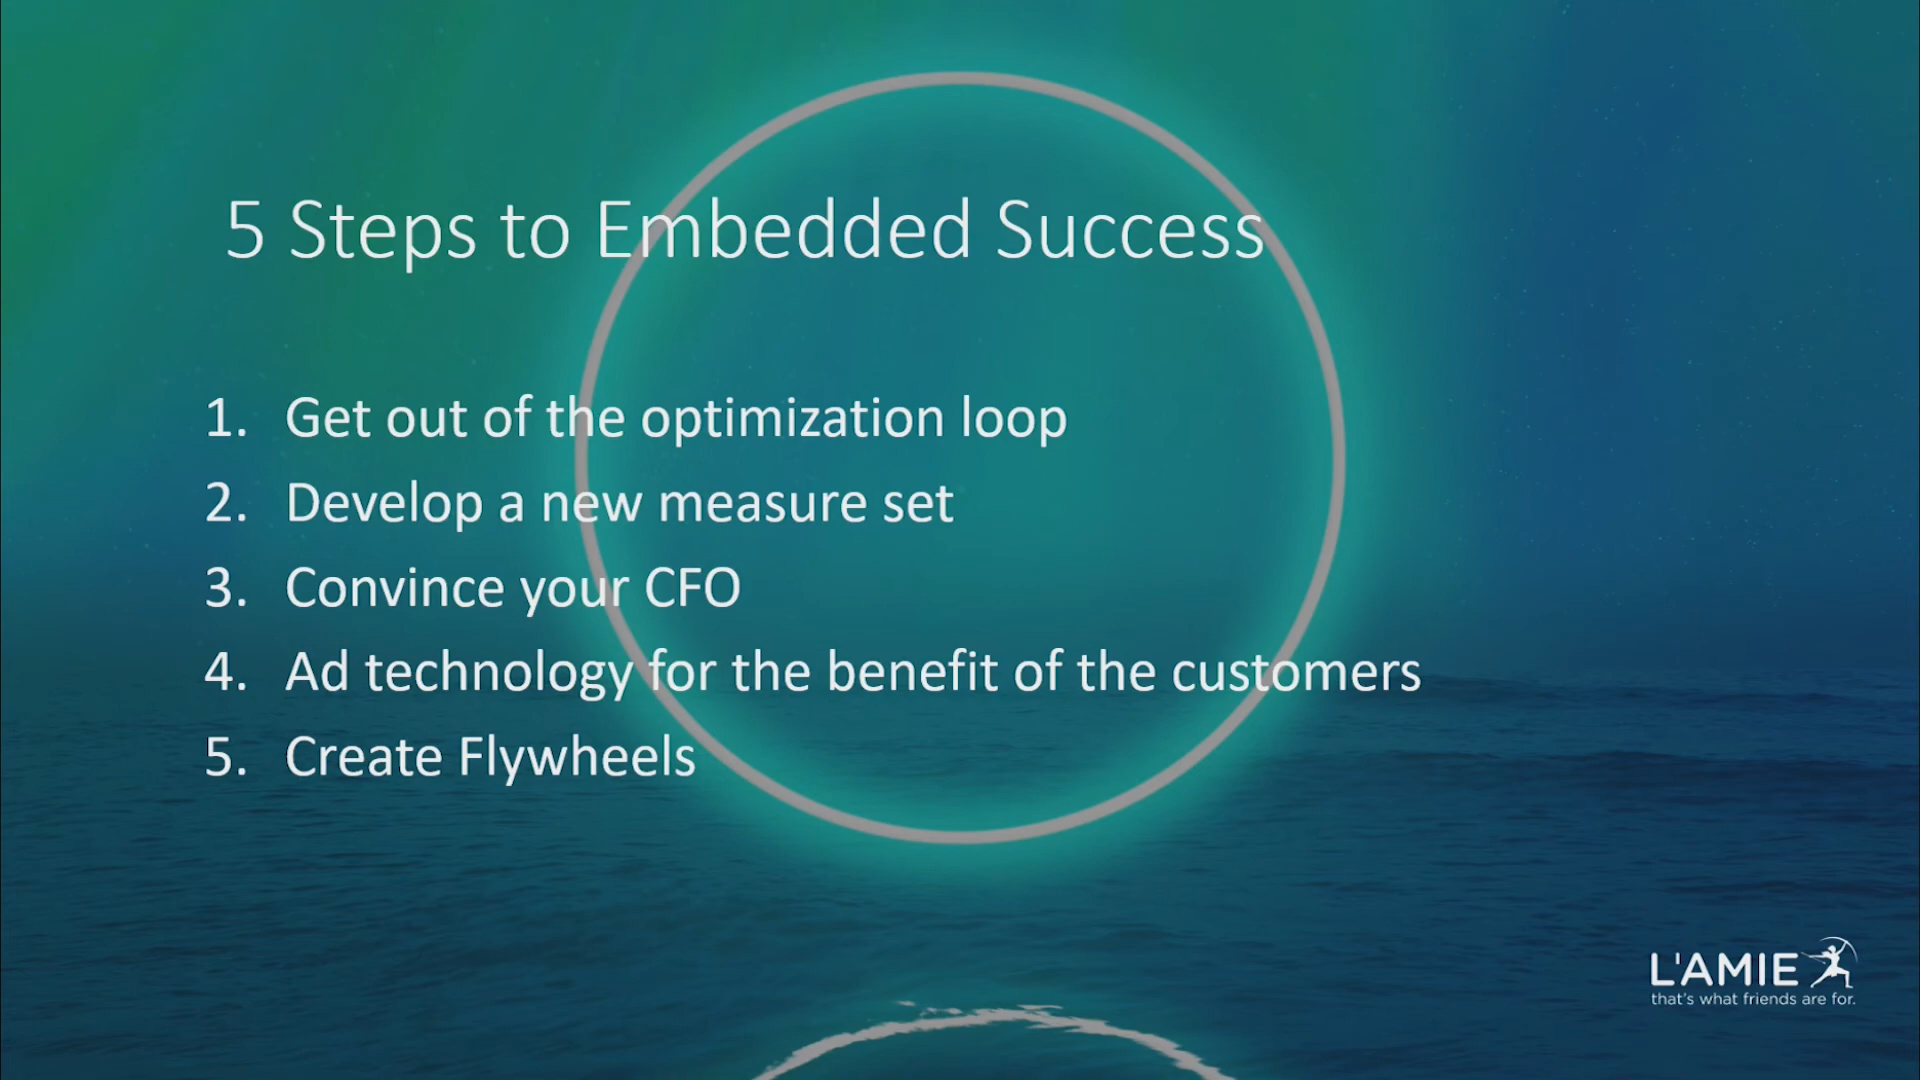 5 Steps to Embedded Success
1. Get out of the optimization loop
2. Develop a new measure set
3. Convince your CFO
4. Ad technology for the benefit of the customers
5. Create Flywheels
L'AMIE
that's what friends are for.